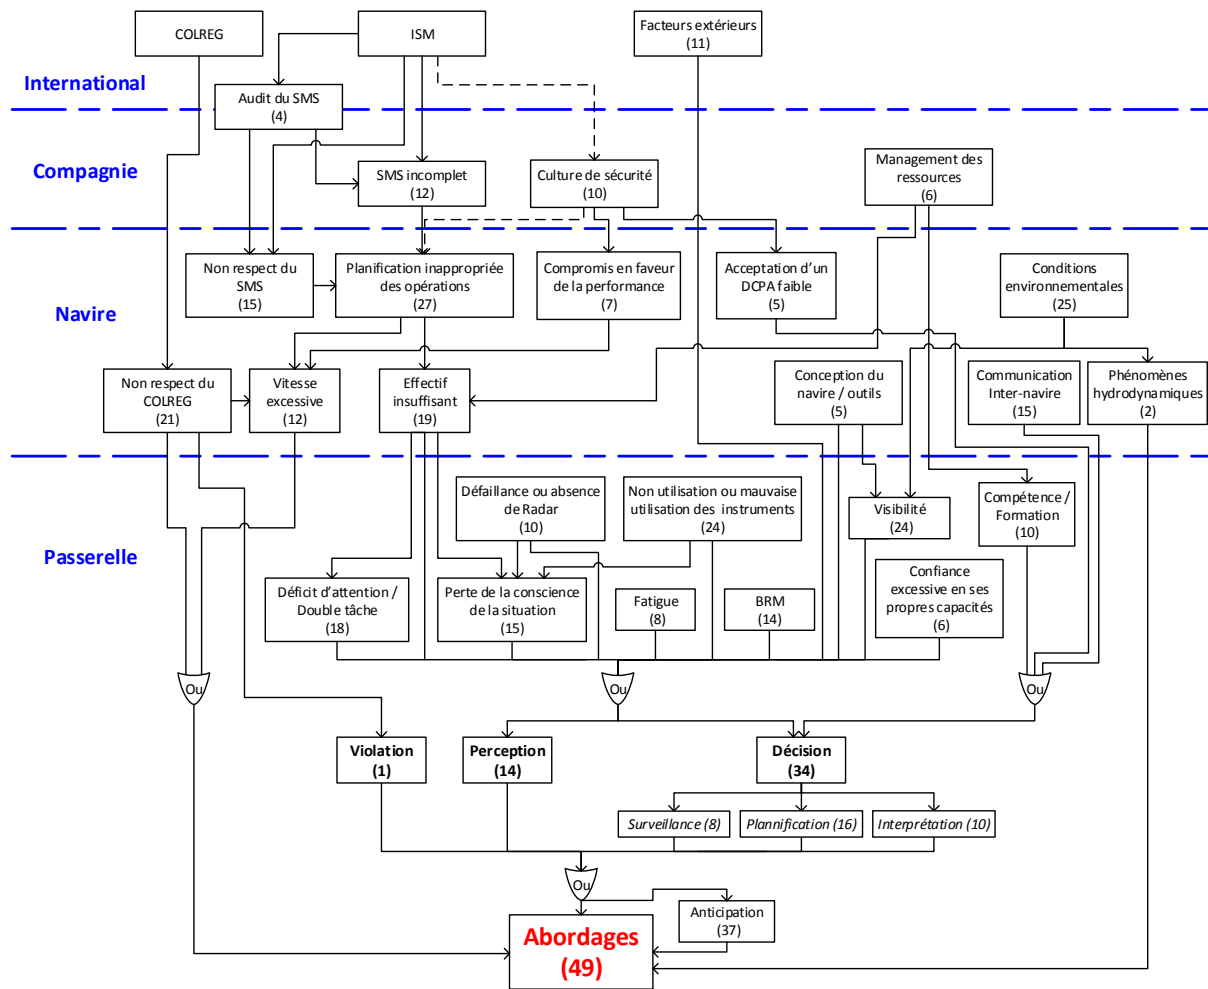 COLREG
ISM
Facteurs extérieurs
(11)
International
Audit du SMS
(4)
Compagnie
SMS incomplet
(12)
Culture de sécurité
(10)
Management des
ressources
(6)
Non respect du
SMS
(15)
Planification inappropriée
des opérations
(27)
Compromis en faveur
de la performance
(7)
Acceptation d'un
DCPA faible
(5)
Conditions
environnementales
(25)
Navire
Non respect du
COLREG
(21)
Vitesse
excessive
(12)
Effectif
insuffisant
(19)
Conception du
navire / outils
(5)
Communication
Inter-navire
(15)
Phénomènes
hydrodynamiques
(2)
Défaillance ou absence
de Radar
(10)
Non utilisation ou mauvaise
utilisation des instruments
(24)
Visibilité
(24)
Compétence /
Formation
(10)
Passerelle
Déficit d'attention /
Double tâche
(18)
Perte de la conscience
de la situation
(15)
Fatigue
(8)
BRM
(14)
Confiance
excessive en ses
propres capacités
(6)
Ou
Ou
Ou
Violation
(1)
Perception
(14)
Décision
(34)
Surveillance (8)
Plannification (16)
Interprétation (10)
Ou
Anticipation
(37)
Abordages
(49)